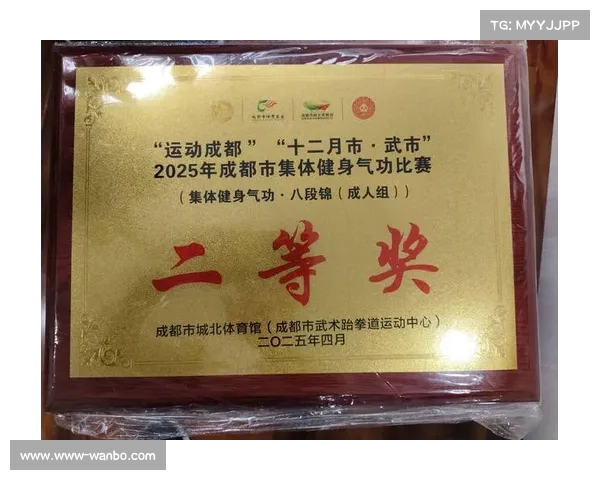 TG: MYYJJPP
“运动成都”“十二月市·武市”
2025年成都市集体健身气功比赛
(集体健身气功·八段锦(成人组))
二等奖
成都市城北体育馆(成都市武术跆拳道运动中心)
二〇二五年四月
www-wanbo.com